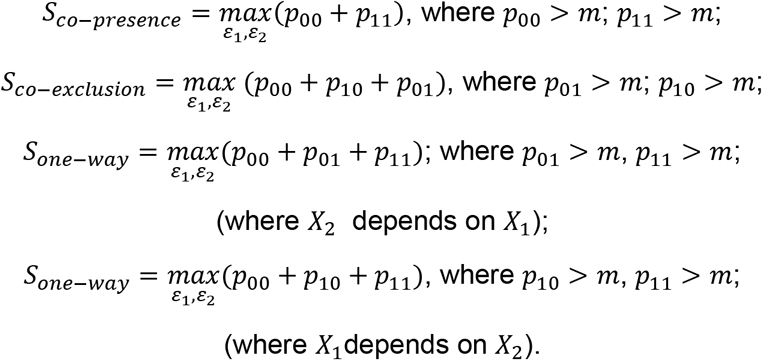 S_{co-presence} = max_{ε₁,ε₂}(p₀₀ + p₁₁), where p₀₀ > m; p₁₁ > m;
S_{co-exclusion} = max_{ε₁,ε₂} (p₀₀ + p₁₀ + p₀₁), where p₀₁ > m; p₁₀ > m;
S_{one-way} = max_{ε₁,ε₂}(p₀₀ + p₀₁ + p₁₁); where p₀₁ > m, p₁₁ > m;
(where X₂ depends on X₁);
S_{one-way} = max_{ε₁,ε₂}(p₀₀ + p₁₀ + p₁₁), where p₁₀ > m, p₁₁ > m;
(where X₁depends on X₂).